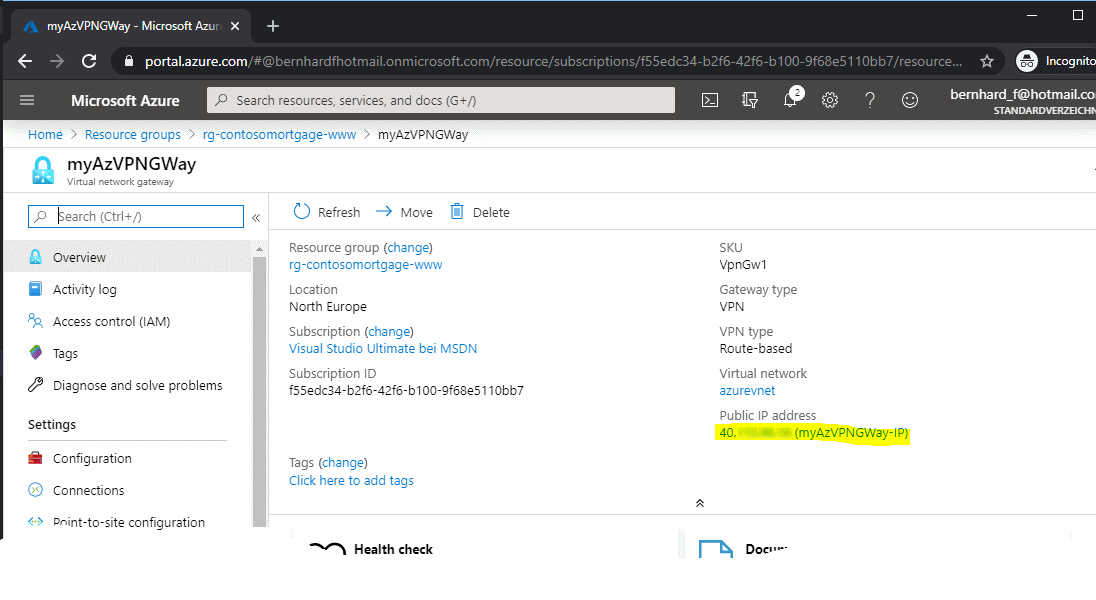 myAzVPNGWay - Microsoft Azur
portal.azure.com/#@bernhardfhotmail.onmicrosoft.com/resource/subscriptions/f55edc34-b2f6-42f6-b100-9f68e5110bb7/resource...
Incognito
Microsoft Azure
Search resources, services, and docs (G+/)
2
bernhard_f@hotmail.co
STANDARDVERZEICHN
Home > Resource groups > rg-contosomortgage-www > myAzVPNGWay
myAzVPNGWay
Virtual network gateway
Search (Ctrl+/)
«
Overview
Activity log
Access control (IAM)
Tags
Diagnose and solve problems
Settings
Configuration
Connections
Point-to-site configuration
Refresh
Move
Delete
Resource group (change)
rg-contosomortgage-www
Location
North Europe
Subscription (change)
Visual Studio Ultimate bei MSDN
Subscription ID
f55edc34-b2f6-42f6-b100-9f68e5110bb7
SKU
VpnGw1
Gateway type
VPN
VPN type
Route-based
Virtual network
azurevnet
Public IP address
40. (myAzVPNGWay-IP)
Tags (change)
Click here to add tags
Health check